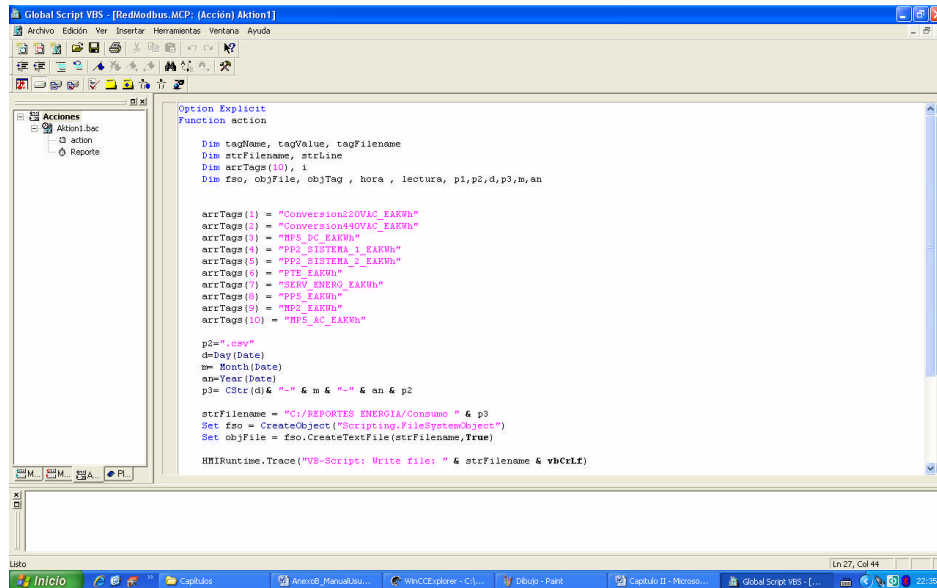 Global Script VBS - [RedModbus.MCP: (Acción) Aktion1]
Archivo Edición Ver Insertar Herramientas Ventana Ayuda
Acciones
Aktion1.bac
action
Reporte
Option Explicit
Function action
Dim tagName, tagValue, tagFilename
Dim strFilename, strLine
Dim arrTags(10), i
Dim fso, objFile, objTag , hora , lectura, p1,p2,d,p3,m,an
arrTags(1) = "Conversion220VAC_EAKWh"
arrTags(2) = "Conversion440VAC_EAKWh"
arrTags(3) = "MP5_DC_EAKWh"
arrTags(4) = "PP2_SISTEMA_1_EAKWh"
arrTags(5) = "PP2_SISTEMA_2_EAKWh"
arrTags(6) = "PTE_EAKWh"
arrTags(7) = "SERV_ENERG_EAKWh"
arrTags(8) = "PP5_EAKWh"
arrTags(9) = "MP2_EAKWh"
arrTags(10) = "MP5_AC_EAKWh"
p2=".csv"
d=Day(Date)
m= Month(Date)
an=Year(Date)
p3= CStr(d)& "-" & m & "-" & an & p2
strFilename = "C:/REPORTES ENERGIA/Consumo " & p3
Set fso = CreateObject("Scripting.FileSystemObject")
Set objFile = fso.CreateTextFile(strFilename,True)
HMIRuntime.Trace("VB-Script: Write file: " & strFilename & vbCrLf)
M... M... A... Pl...
Listo Ln 27, Col 44
Inicio Capítulos AnexoB_ManualUsu... WinCCExplorer - C:\... Dibujo - Paint Capitulo II - Microso... Global Script VBS - [... 22:35